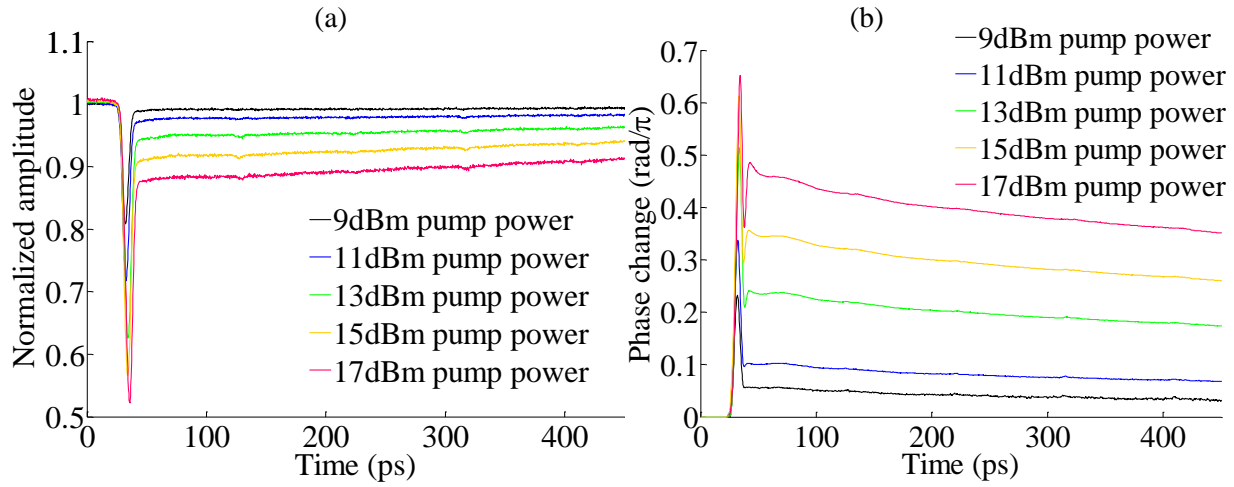 (a)
1.1
1
0.9
0.8
0.7
0.6
0.5
0
100
200
300
400
Normalized amplitude
Time (ps)
9dBm pump power
11dBm pump power
13dBm pump power
15dBm pump power
17dBm pump power
(b)
0.7
0.6
0.5
0.4
0.3
0.2
0.1
0
0
100
200
300
400
Phase change (rad/π)
Time (ps)
9dBm pump power
11dBm pump power
13dBm pump power
15dBm pump power
17dBm pump power